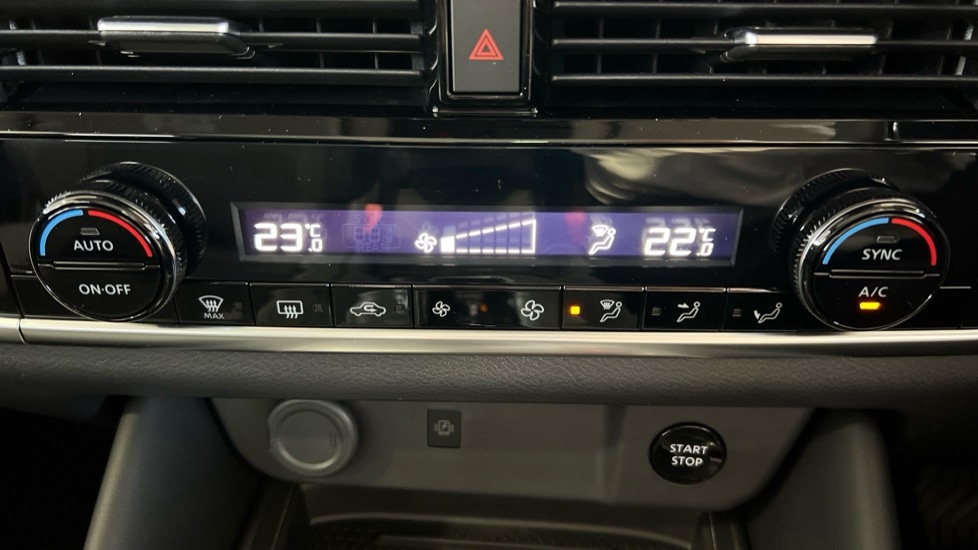 23.0°C
22.0°C
AUTO
ON·OFF
SYNC
A/C
MAX
START
STOP